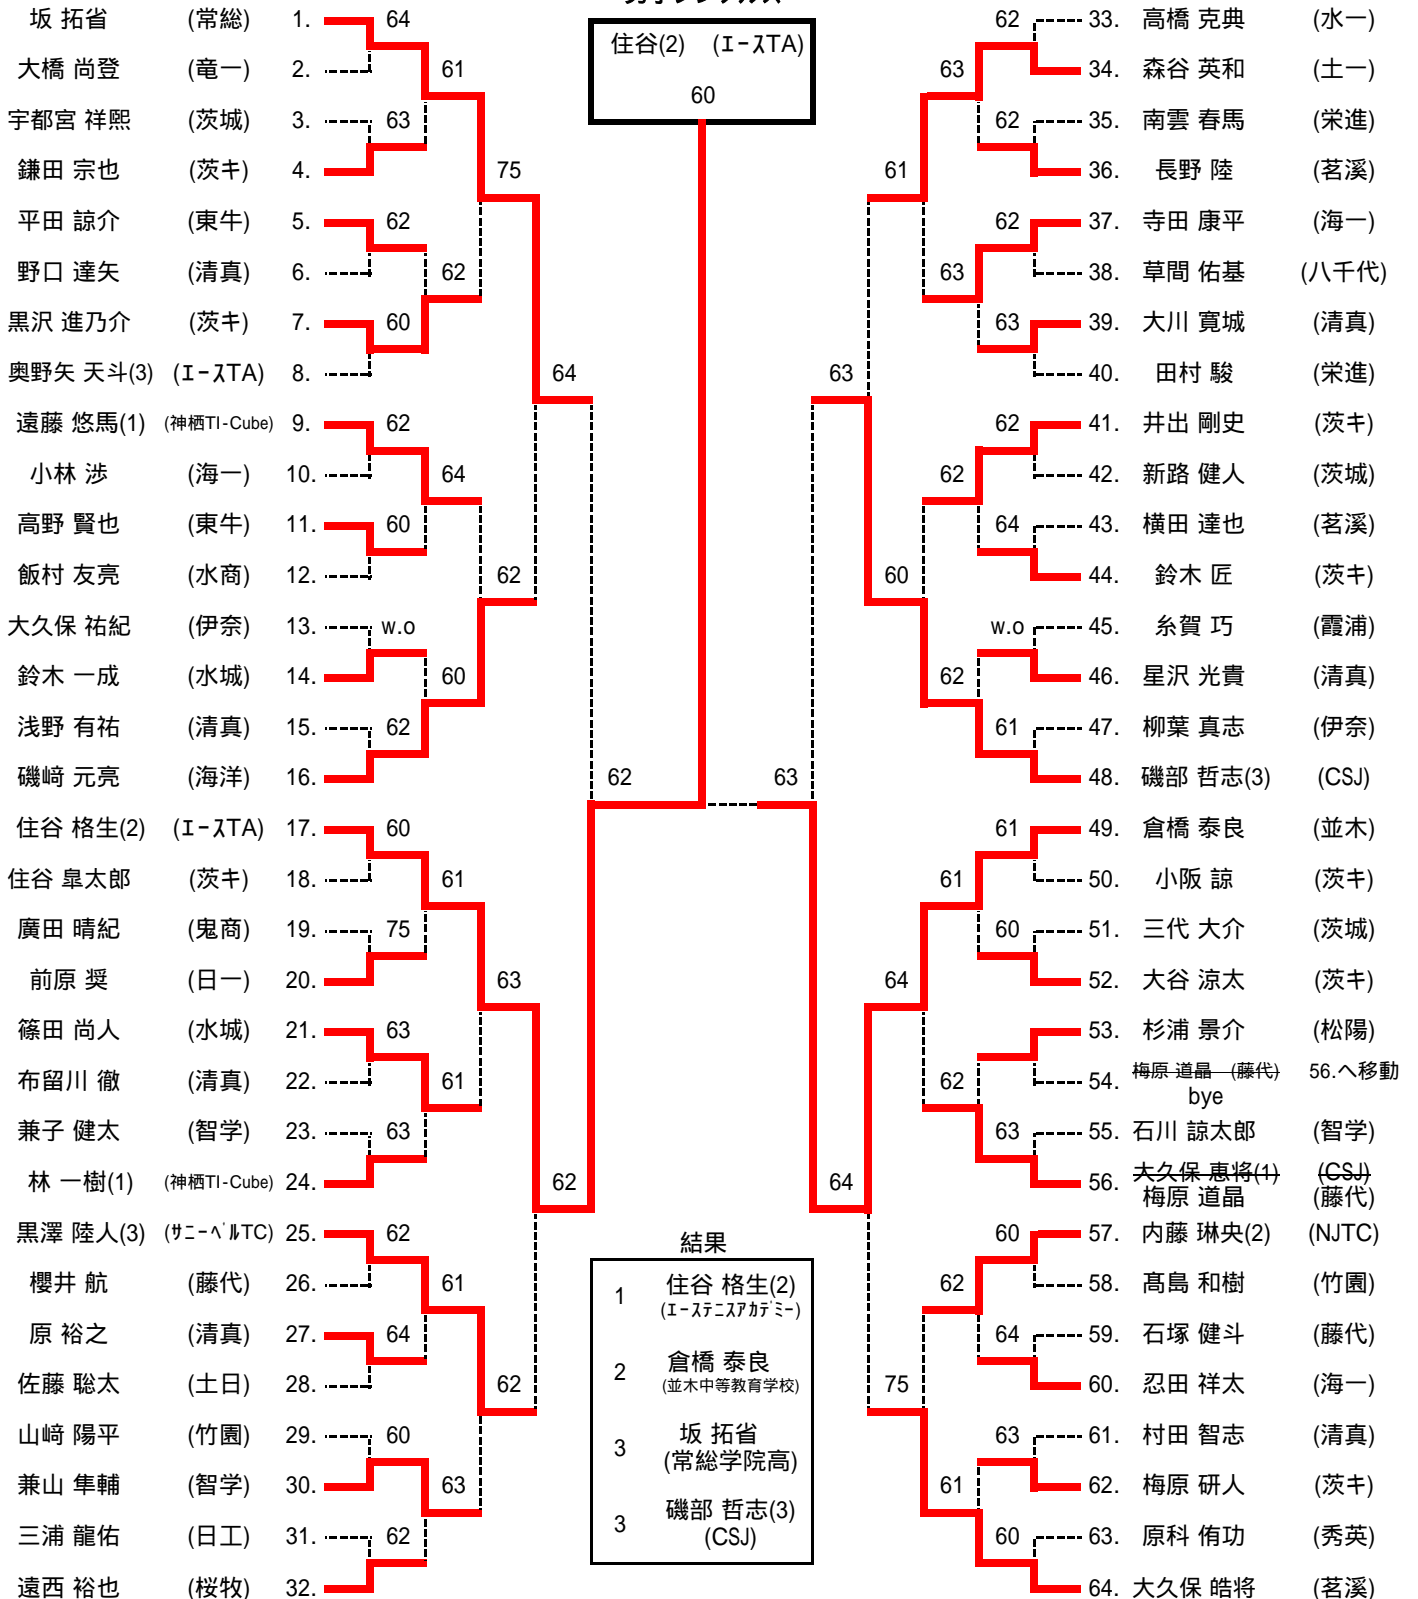 住谷(2) (ｴｰｽTA)
60
坂 拓省 (常総) 1.
64
大橋 尚登 (竜一) 2.
61
宇都宮 祥熙 (茨城) 3.
63
鎌田 宗也 (茨キ) 4.
75
平田 諒介 (東牛) 5.
62
野口 達矢 (清真) 6.
62
黒沢 進乃介 (茨キ) 7.
60
奥野矢 天斗(3) (ｴｰｽTA) 8.
64
遠藤 悠馬(1) (神栖TI-Cube) 9.
62
小林 渉 (海一) 10.
64
高野 賢也 (東牛) 11.
60
飯村 友亮 (水商) 12.
62
大久保 祐紀 (伊奈) 13.
w.o
鈴木 一成 (水城) 14.
60
浅野 有祐 (清真) 15.
62
磯﨑 元亮 (海洋) 16.
62
住谷 格生(2) (ｴｰｽTA) 17.
60
住谷 皐太郎 (茨キ) 18.
61
廣田 晴紀 (鬼商) 19.
75
前原 奨 (日一) 20.
63
篠田 尚人 (水城) 21.
63
布留川 徹 (清真) 22.
61
兼子 健太 (智学) 23.
63
林 一樹(1) (神栖TI-Cube) 24.
62
黒澤 陸人(3) (ｻﾆｰﾍﾞﾙTC) 25.
62
櫻井 航 (藤代) 26.
61
原 裕之 (清真) 27.
64
佐藤 聡太 (土日) 28.
62
山﨑 陽平 (竹園) 29.
60
兼山 隼輔 (智学) 30.
63
三浦 龍佑 (日工) 31.
62
遠西 裕也 (桜牧) 32.
62
33. 高橋 克典 (水一)
63
34. 森谷 英和 (土一)
62
35. 南雲 春馬 (栄進)
61
36. 長野 陸 (茗溪)
62
37. 寺田 康平 (海一)
63
38. 草間 佑基 (八千代)
63
39. 大川 寛城 (清真)
63
40. 田村 駿 (栄進)
62
41. 井出 剛史 (茨キ)
62
42. 新路 健人 (茨城)
64
43. 横田 達也 (茗溪)
60
44. 鈴木 匠 (茨キ)
w.o
45. 糸賀 巧 (霞浦)
62
46. 星沢 光貴 (清真)
61
47. 柳葉 真志 (伊奈)
63
48. 磯部 哲志(3) (CSJ)
61
49. 倉橋 泰良 (並木)
61
50. 小阪 諒 (茨キ)
60
51. 三代 大介 (茨城)
64
52. 大谷 涼太 (茨キ)
53. 杉浦 景介 (松陽)
62
54. 梅原 道晶 (藤代) 56.へ移動
bye
63
55. 石川 諒太郎 (智学)
64
56. 大久保 恵将(1) (CSJ)
梅原 道晶 (藤代)
60
57. 内藤 琳央(2) (NJTC)
62
58. 髙島 和樹 (竹園)
64
59. 石塚 健斗 (藤代)
75
60. 忍田 祥太 (海一)
63
61. 村田 智志 (清真)
61
62. 梅原 研人 (茨キ)
60
63. 原科 侑功 (秀英)
64. 大久保 皓将 (茗溪)
結果
1 住谷 格生(2)
(ｴｰｽﾃﾆｽｱｶﾃﾞﾐｰ)
2 倉橋 泰良
(並木中等教育学校)
3 坂 拓省
(常総学院高)
3 磯部 哲志(3)
(CSJ)